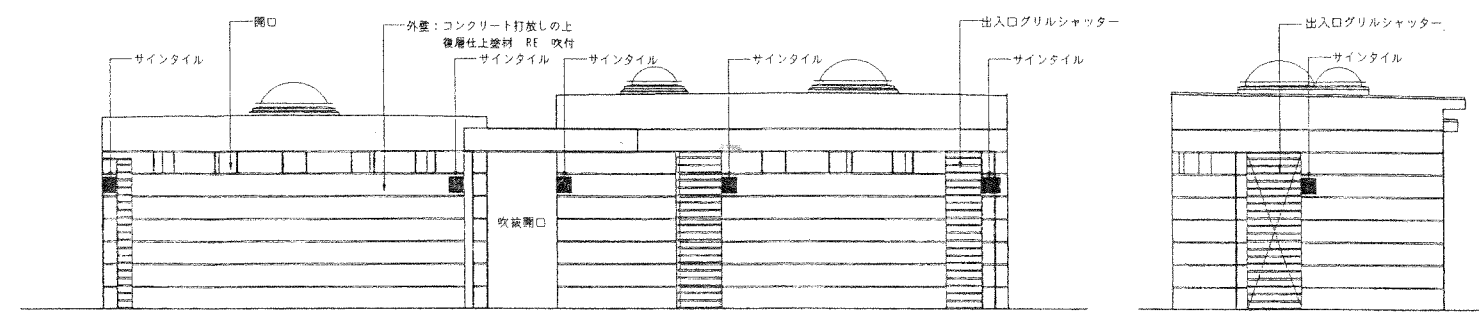 開口
外壁：コンクリート打放しの上
複層仕上塗材 RE 吹付
出入口グリルシャッター
出入口グリルシャッター
サインタイル
サインタイル
サインタイル
サインタイル
サインタイル
サインタイル
吹抜開口